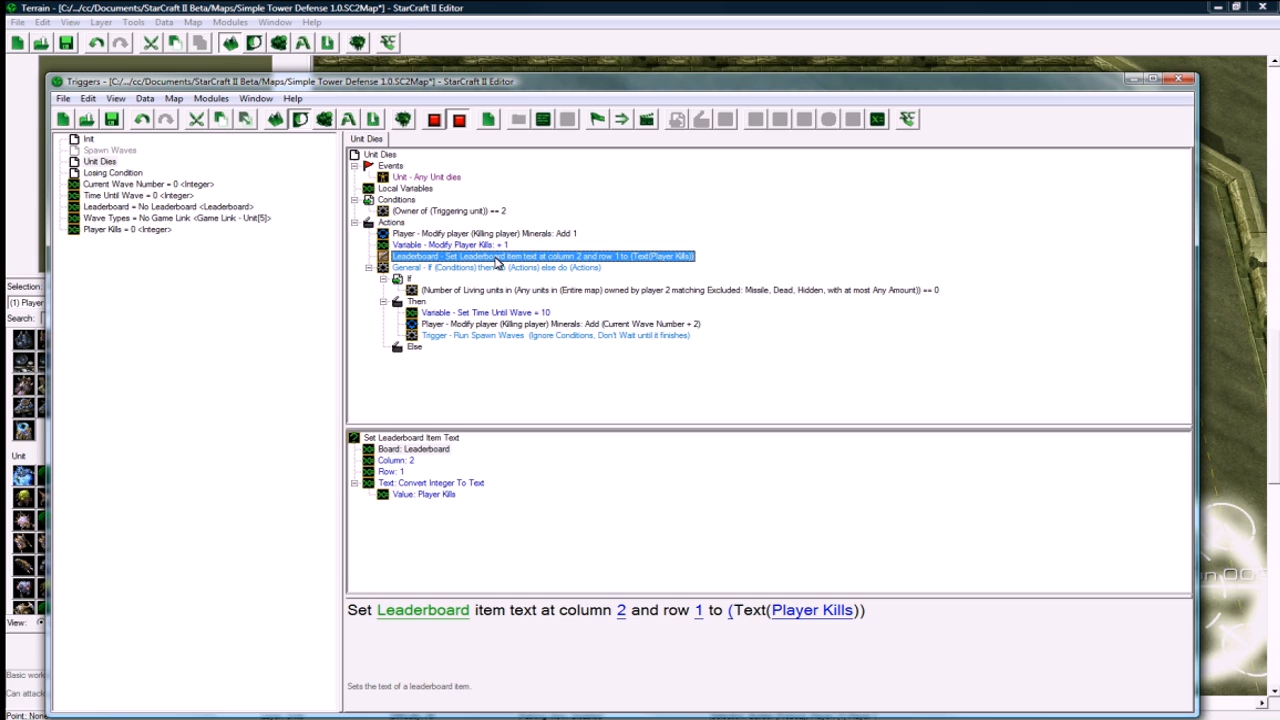 Terrain - [C:/.../cc/Documents/StarCraft II Beta/Maps/Simple Tower Defense 1.0.SC2Map*] - StarCraft II Editor
File Edit View Layer Tools Data Map Modules Window Help
Triggers - [C:/.../cc/Documents/StarCraft II Beta/Maps/Simple Tower Defense 1.0.SC2Map*] - StarCraft II Editor
File Edit View Data Map Modules Window Help
Init
Spawn Waves
Unit Dies
Losing Condition
Current Wave Number = 0 <Integer>
Time Until Wave = 0 <Integer>
Leaderboard = No Leaderboard <Leaderboard>
Wave Types = No Game Link <Game Link - Unit[5]>
Player Kills = 0 <Integer>
Unit Dies
Unit Dies
Events
Unit - Any Unit dies
Local Variables
Conditions
(Owner of (Triggering unit)) == 2
Actions
Player - Modify player (Killing player) Minerals: Add 1
Variable - Modify Player Kills: + 1
Leaderboard - Set Leaderboard item text at column 2 and row 1 to (Text(Player Kills))
General - If (Conditions) then do (Actions) else do (Actions)
If
(Number of Living units in (Any units in (Entire map) owned by player 2 matching Excluded: Missile, Dead, Hidden, with at most Any Amount)) == 0
Then
Variable - Set Time Until Wave = 10
Player - Modify player (Killing player) Minerals: Add (Current Wave Number + 2)
Trigger - Run Spawn Waves (Ignore Conditions, Don't Wait until it finishes)
Else
Set Leaderboard Item Text
Board: Leaderboard
Column: 2
Row: 1
Text: Convert Integer To Text
Value: Player Kills
Set Leaderboard item text at column 2 and row 1 to (Text(Player Kills))
Sets the text of a leaderboard item.
Selection:
(1) Player
Search:
Unit
View:
Basic work
Can attac
Point: None